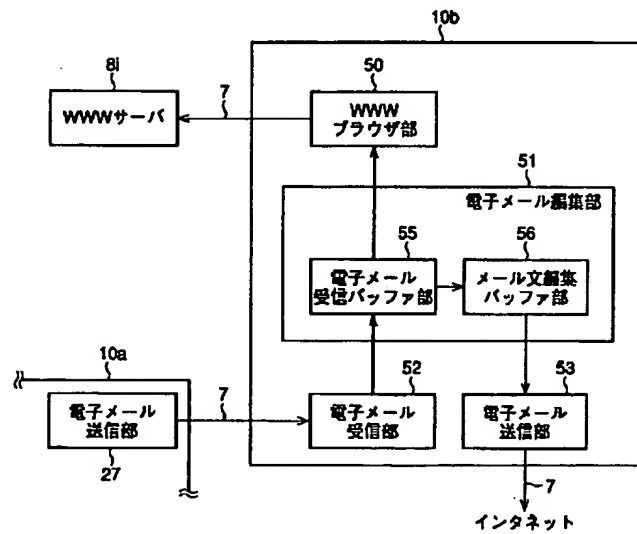 10b
8i
WWWサーバ
7
50
WWW
ブラウザ部
51
電子メール編集部
55
電子メール
受信バッファ部
56
メール文編集
バッファ部
10a
電子メール
送信部
27
7
52
電子メール
受信部
53
電子メール
送信部
7
インタネット